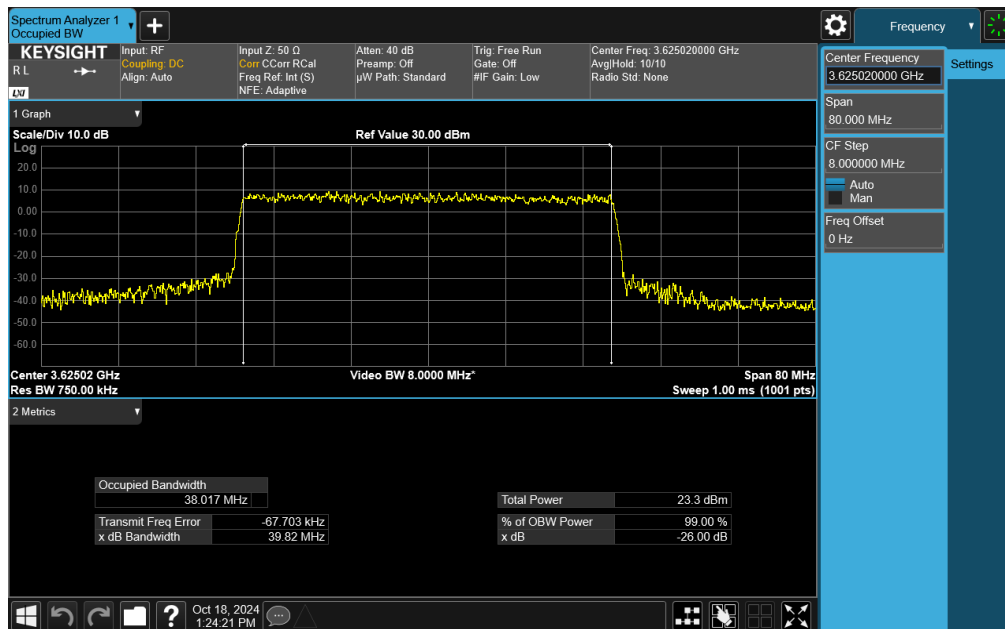 Spectrum Analyzer 1
Occupied BW
Frequency
KEYSIGHT
R L
LXI
Input: RF
Coupling: DC
Align: Auto
Input Z: 50 Ω
Corr CCorr RCal
Freq Ref: Int (S)
NFE: Adaptive
Atten: 40 dB
Preamp: Off
µW Path: Standard
Trig: Free Run
Gate: Off
#IF Gain: Low
Center Freq: 3.625020000 GHz
Avg|Hold: 10/10
Radio Std: None
Center Frequency
3.625020000 GHz
Settings
Span
80.000 MHz
CF Step
8.000000 MHz
Auto
Man
Freq Offset
0 Hz
1 Graph
Scale/Div 10.0 dB
Ref Value 30.00 dBm
Log
20.0
10.0
0.00
-10.0
-20.0
-30.0
-40.0
-50.0
-60.0
Center 3.62502 GHz
Video BW 8.0000 MHz*
Span 80 MHz
Res BW 750.00 kHz
Sweep 1.00 ms (1001 pts)
2 Metrics
Occupied Bandwidth
38.017 MHz
Total Power 23.3 dBm
Transmit Freq Error -67.703 kHz
% of OBW Power 99.00 %
x dB Bandwidth 39.82 MHz
x dB -26.00 dB
?
Oct 18, 2024
1:24:21 PM